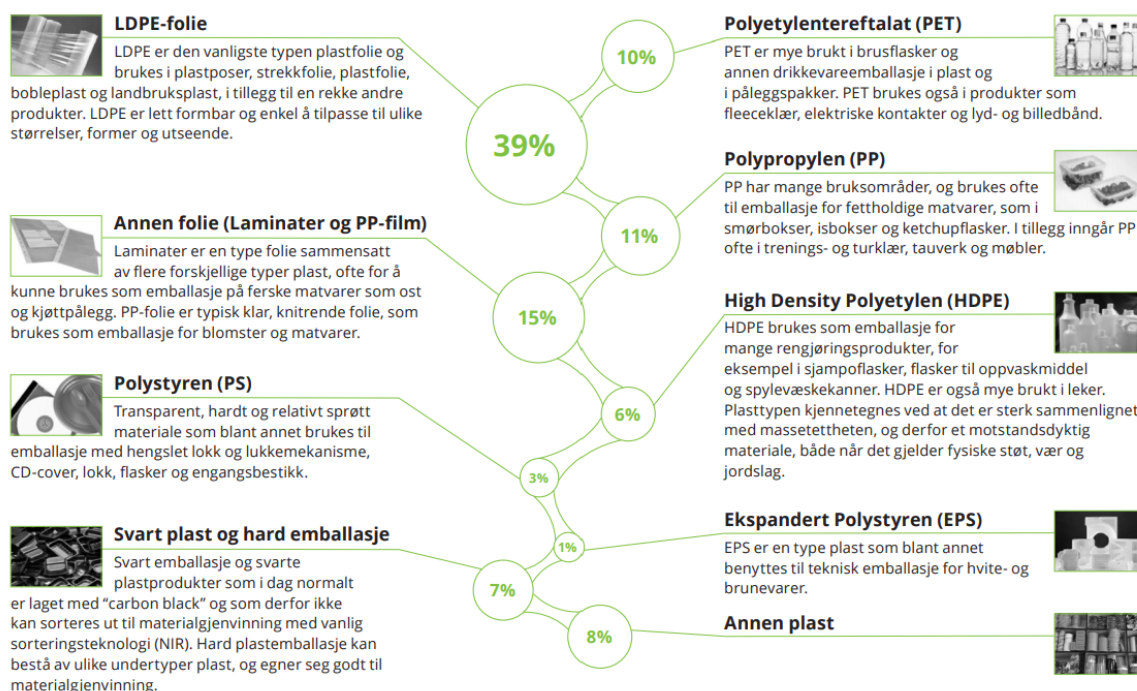 LDPE-folie
LDPE er den vanligste typen plastfolie og
brukes i plastposer, strekkfolie, plastfolie,
bobleplast og landbruksplast, i tillegg til en rekke andre
produkter. LDPE er lett formbar og enkel å tilpasse til ulike
størrelser, former og utseende.
39%
Polyetylentereftalat (PET)
PET er mye brukt i brusflasker og
annen drikkevareemballasje i plast og
i påleggspakker. PET brukes også i produkter som
fleeceklær, elektriske kontakter og lyd- og billedbånd.
10%
Annen folie (Laminater og PP-film)
Laminater er en type folie sammensatt
av flere forskjellige typer plast, ofte for å
kunne brukes som emballasje på ferske matvarer som ost
og kjøttpålegg. PP-folie er typisk klar, knitrende folie, som
brukes som emballasje for blomster og matvarer.
15%
Polypropylen (PP)
PP har mange bruksområder, og brukes ofte
til emballasje for fettholdige matvarer, som i
smørbokser, isbokser og ketchupflasker. I tillegg inngår PP
ofte i trenings- og turklær, tauverk og møbler.
11%
Polystyren (PS)
Transparent, hardt og relativt sprøtt
materiale som blant annet brukes til
emballasje med hengslet lokk og lukkemekanisme,
CD-cover, lokk, flasker og engangsbestikk.
3%
High Density Polyetylen (HDPE)
HDPE brukes som emballasje for
mange rengjøringsprodukter, for
eksempel i sjampoflasker, flasker til oppvaskmiddel
og spylevæskekanner. HDPE er også mye brukt i leker.
Plasttypen kjennetegnes ved at det er sterk sammenlignet
med massetettheten, og derfor et motstandsdyktig
materiale, både når det gjelder fysiske støt, vær og
jordslag.
6%
Svart plast og hard emballasje
Svart emballasje og svarte
plastprodukter som i dag normalt
er laget med “carbon black” og som derfor ikke
kan sorteres ut til materialgjenvinning med vanlig
sorteringsteknologi (NIR). Hard plastemballasje kan
bestå av ulike undertyper plast, og egner seg godt til
materialgjenvinning.
7%
Ekspandert Polystyren (EPS)
EPS er en type plast som blant annet
benyttes til teknisk emballasje for hvite- og
brunevarer.
1%
Annen plast
8%